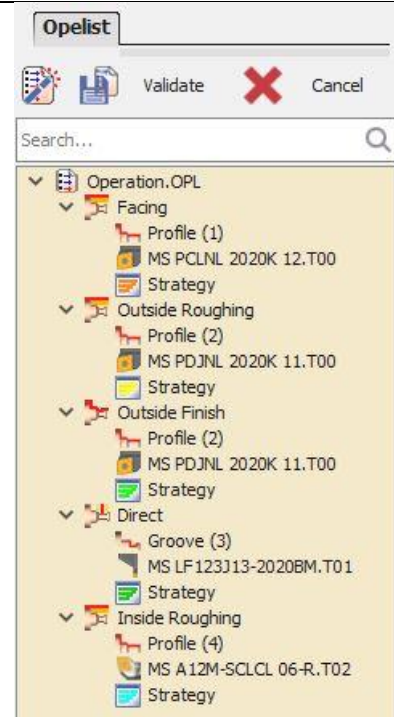 Opelist
Validate Cancel
Search...
Operation.OPL
Facing
Profile (1)
MS PCLNL 2020K 12.T00
Strategy
Outside Roughing
Profile (2)
MS PDJNL 2020K 11.T00
Strategy
Outside Finish
Profile (2)
MS PDJNL 2020K 11.T00
Strategy
Direct
Groove (3)
MS LF123J13-2020BM.T01
Strategy
Inside Roughing
Profile (4)
MS A12M-SCLCL 06-R.T02
Strategy